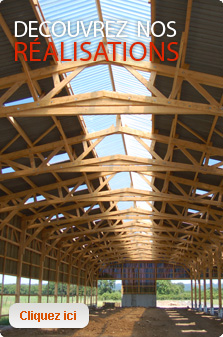 DECOUVREZ NOS
RÉALISATIONS
Cliquez ici